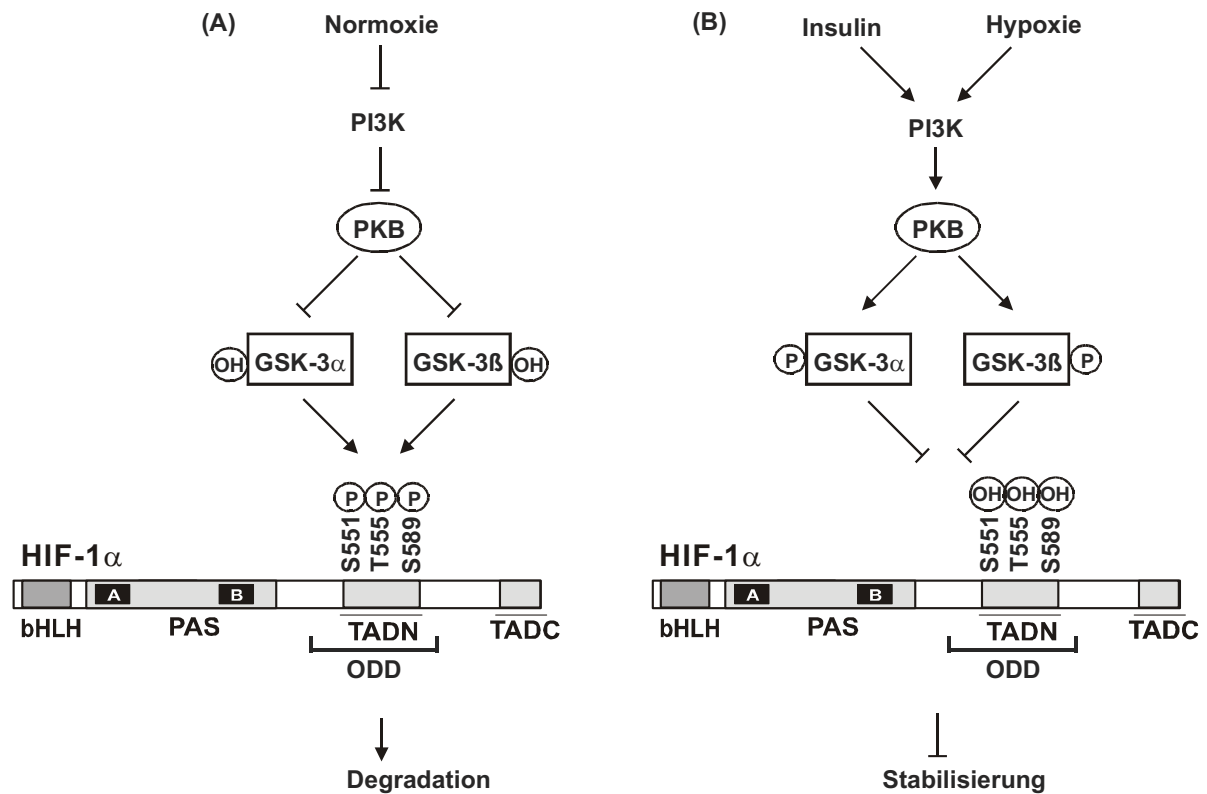 (A) Normoxie
PI3K
PKB
OH GSK-3α GSK-3ß OH
P P P
S551 T555 S589
HIF-1α
A B
bHLH PAS TADN TADC
ODD
Degradation
(B) Insulin Hypoxie
PI3K
PKB
P GSK-3α GSK-3ß P
OH OH OH
S551 T555 S589
HIF-1α
A B
bHLH PAS TADN TADC
ODD
Stabilisierung